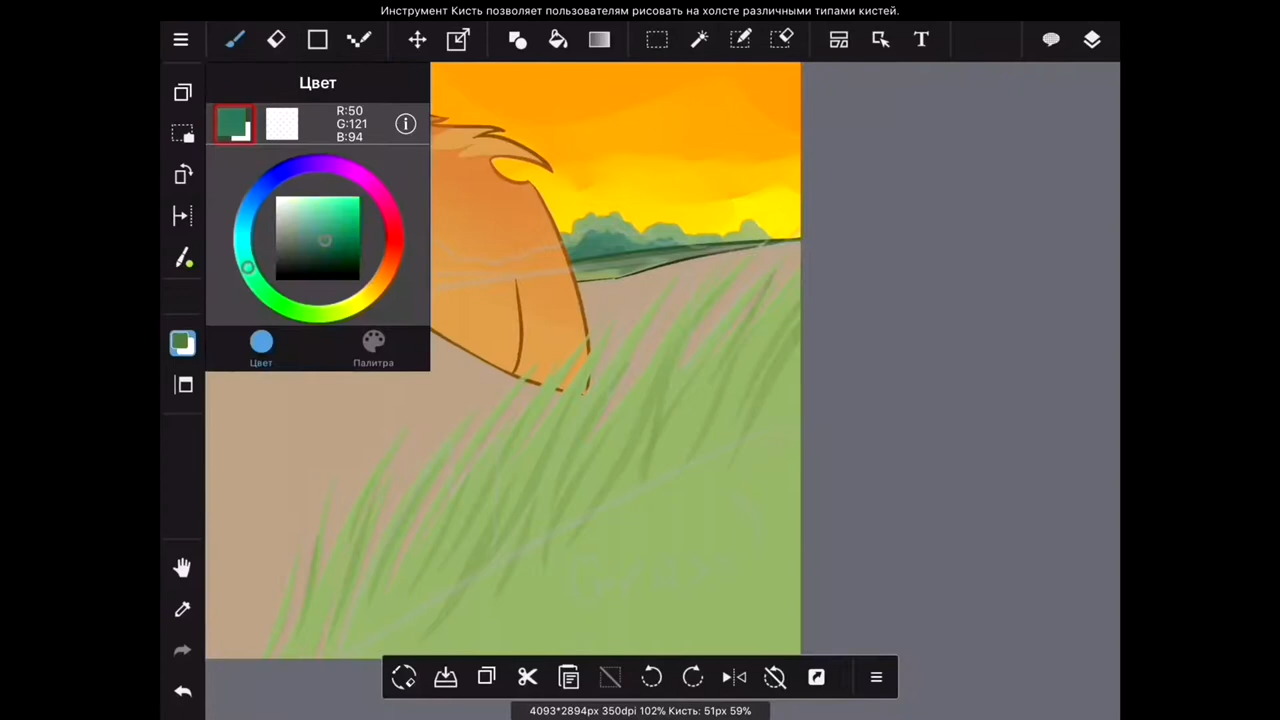 Инструмент Кисть позволяет пользователям рисовать на холсте различными типами кистей.
T
Цвет
R:50
G:121
B:94
Цвет
Палитра
Grass
4093*2894px 350dpi 102% Кисть: 51px 59%